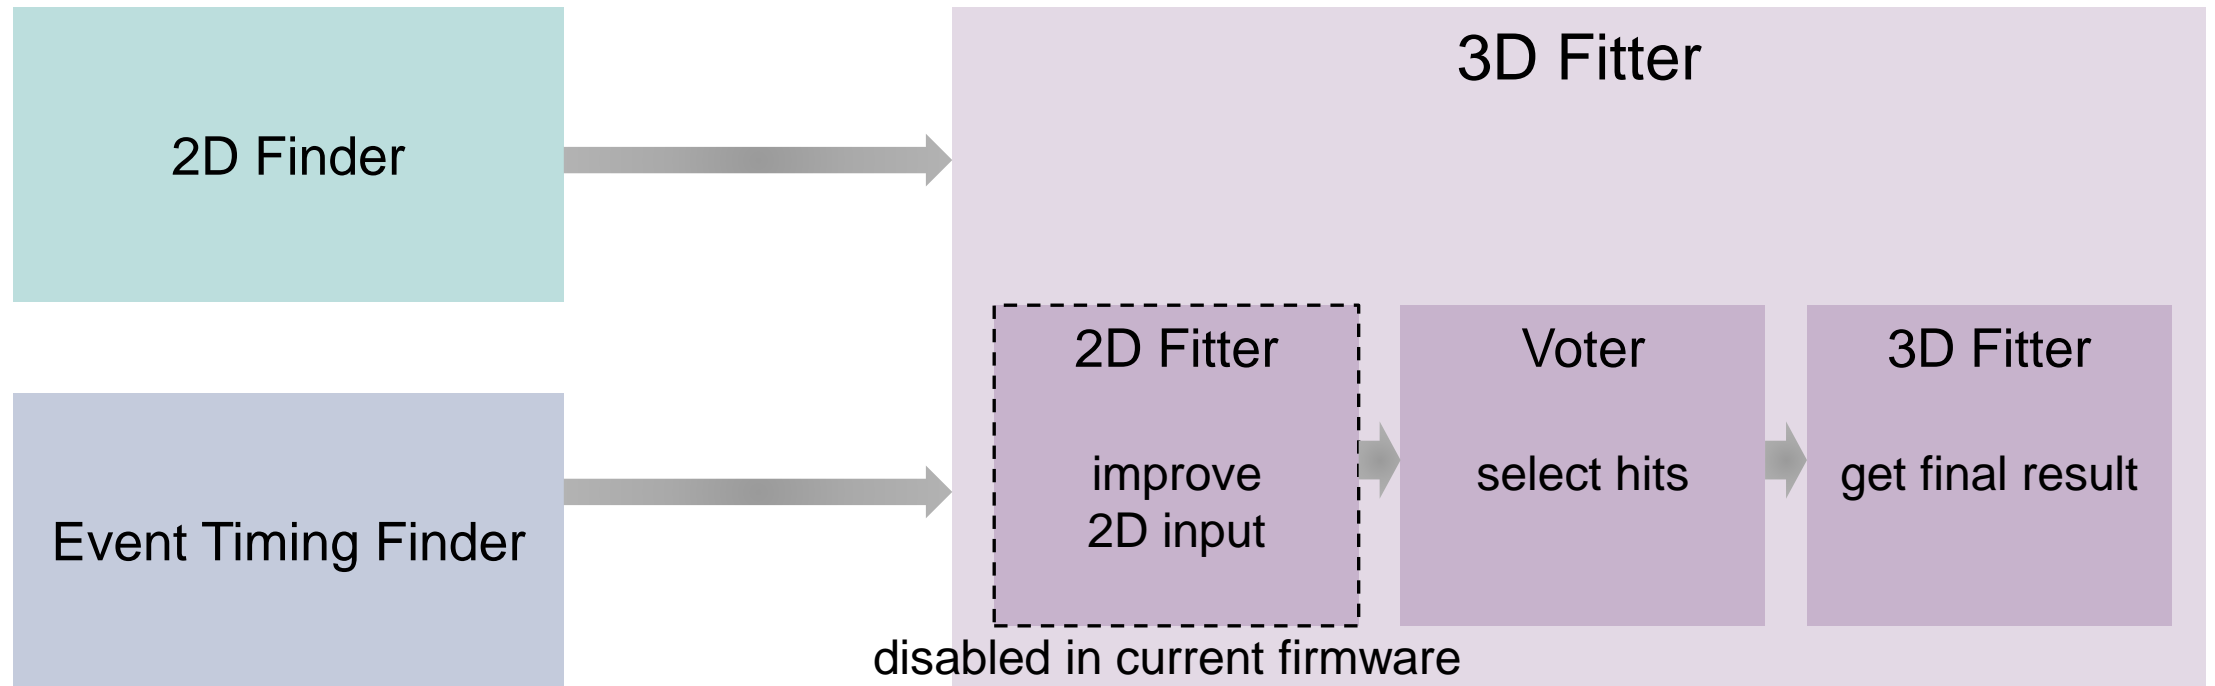 2D Finder
Event Timing Finder
3D Fitter
2D Fitter
improve
2D input
disabled in current firmware
Voter
select hits
3D Fitter
get final result